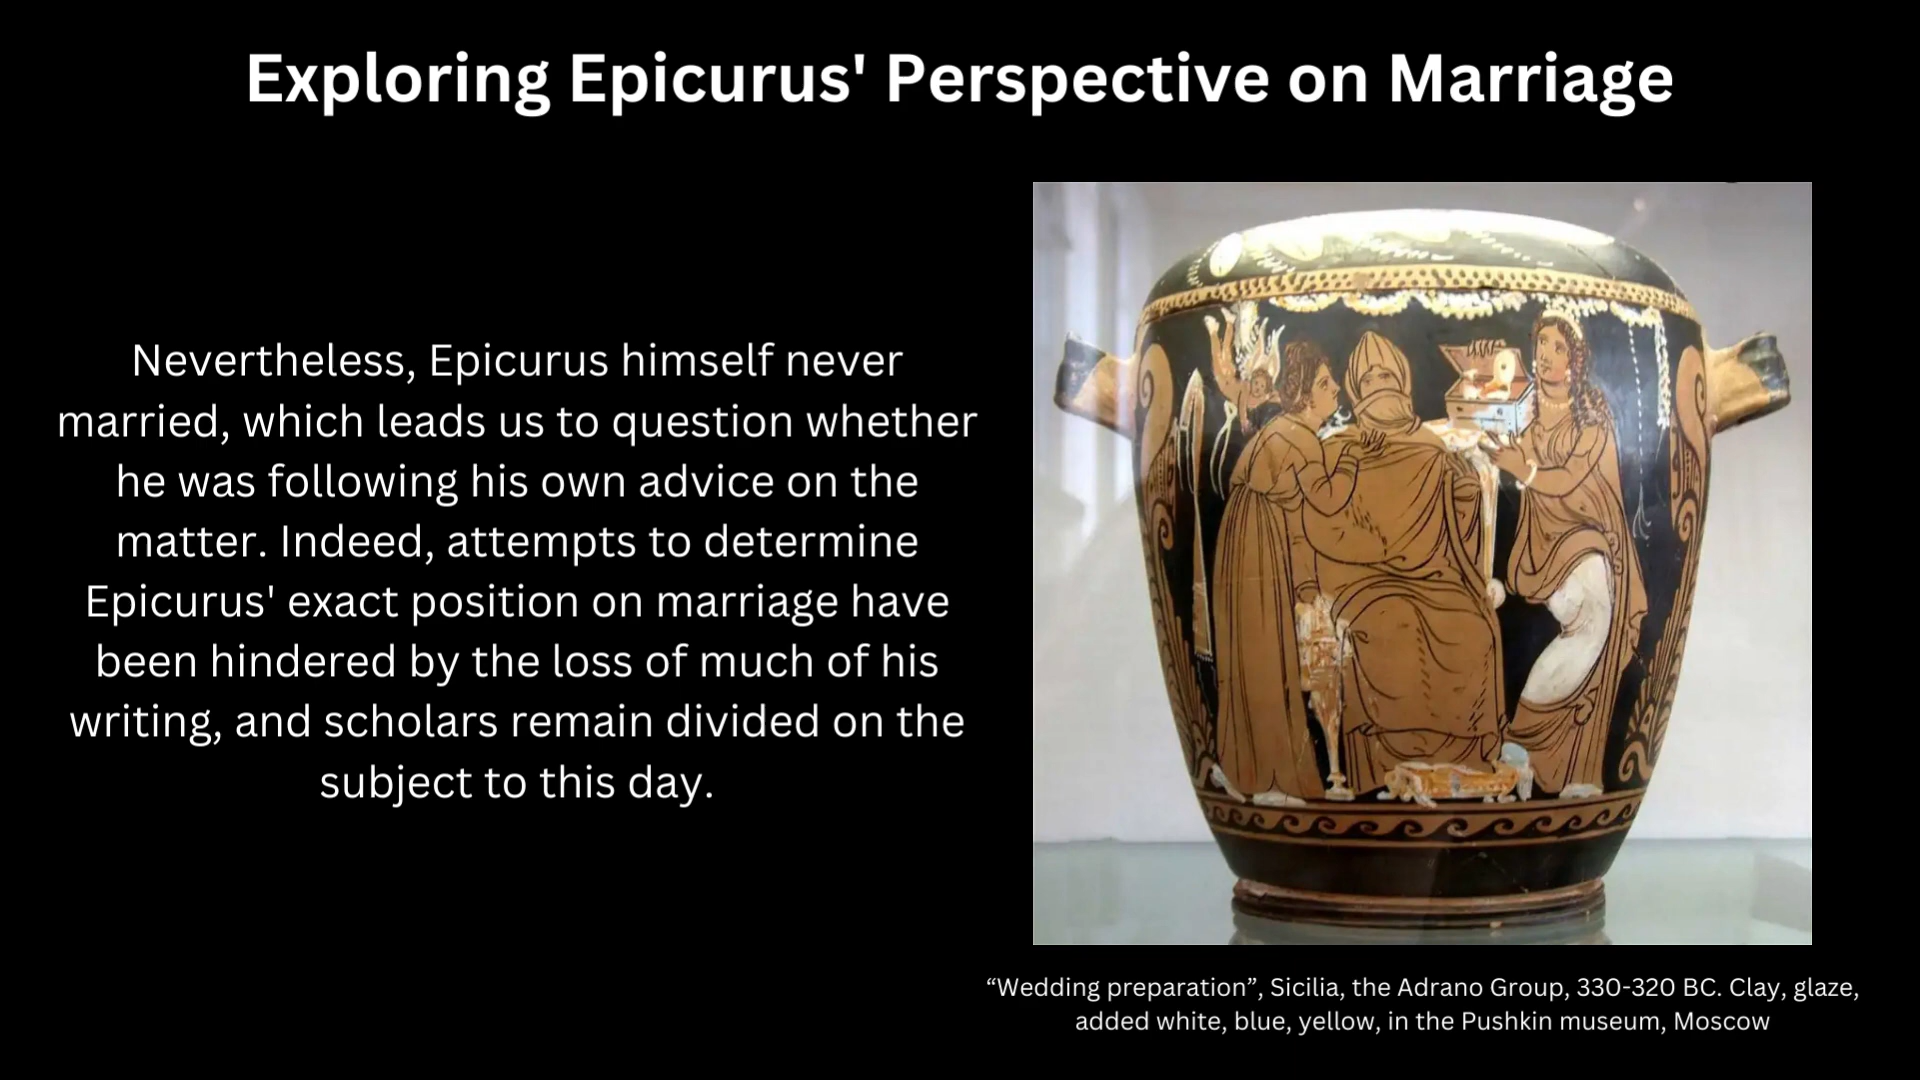 Exploring Epicurus' Perspective on Marriage
Nevertheless, Epicurus himself never
married, which leads us to question whether
he was following his own advice on the
matter. Indeed, attempts to determine
Epicurus' exact position on marriage have
been hindered by the loss of much of his
writing, and scholars remain divided on the
subject to this day.
“Wedding preparation”, Sicilia, the Adrano Group, 330-320 BC. Clay, glaze,
added white, blue, yellow, in the Pushkin museum, Moscow